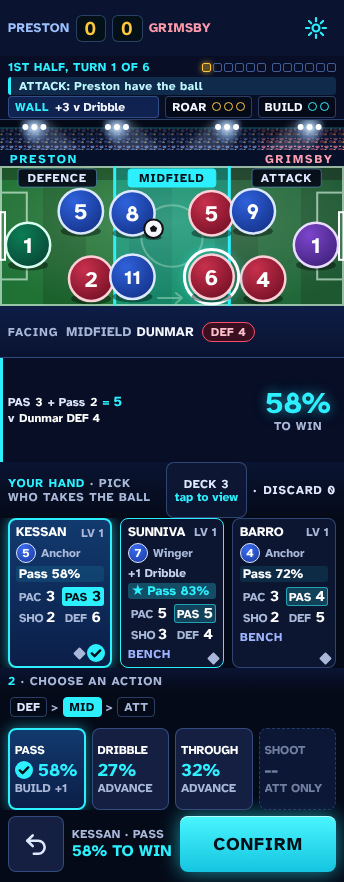 PRESTON 0 0 GRIMSBY
1ST HALF, TURN 1 OF 6
ATTACK: Preston have the ball
WALL +3 v Dribble ROAR BUILD
PRESTON GRIMSBY
DEFENCE MIDFIELD ATTACK
5 8 5 9
1 1
2 11 6 4
FACING MIDFIELD DUNMAR DEF 4
PAS 3 + Pass 2 = 5
v Dunmar DEF 4
58%
TO WIN
YOUR HAND · PICK
WHO TAKES THE BALL
DECK 3
tap to view
· DISCARD 0
KESSAN LV 1
5 Anchor
Pass 58%
PAC 3 PAS 3
SHO 2 DEF 6
SUNNIVA LV 1
7 Winger
+1 Dribble
★ Pass 83%
PAC 5 PAS 5
SHO 3 DEF 4
BENCH
BARRO LV 1
4 Anchor
Pass 72%
PAC 3 PAS 4
SHO 2 DEF 5
BENCH
2 · CHOOSE AN ACTION
DEF > MID > ATT
PASS
58%
BUILD +1
DRIBBLE
27%
ADVANCE
THROUGH
32%
ADVANCE
SHOOT
--
ATT ONLY
KESSAN · PASS
58% TO WIN
CONFIRM